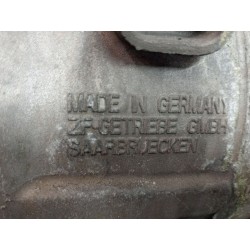 MADE IN GERMANY
ZF-GETRIEBE GMBH
SAARBRUECKEN